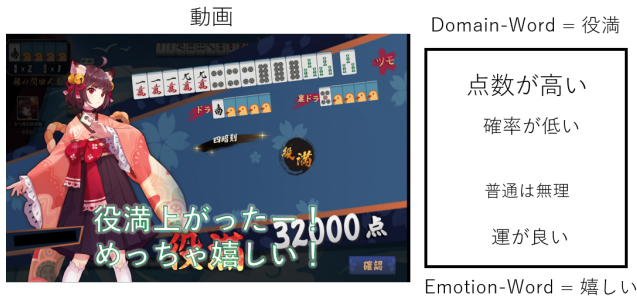 動画
ツモ
ドラ
裏ドラ
四暗刻
役満
役満上がったー!
めっちゃ嬉しい!
役満
32000点
確認
Domain-Word = 役満
点数が高い
確率が低い
普通は無理
運が良い
Emotion-Word = 嬉しい